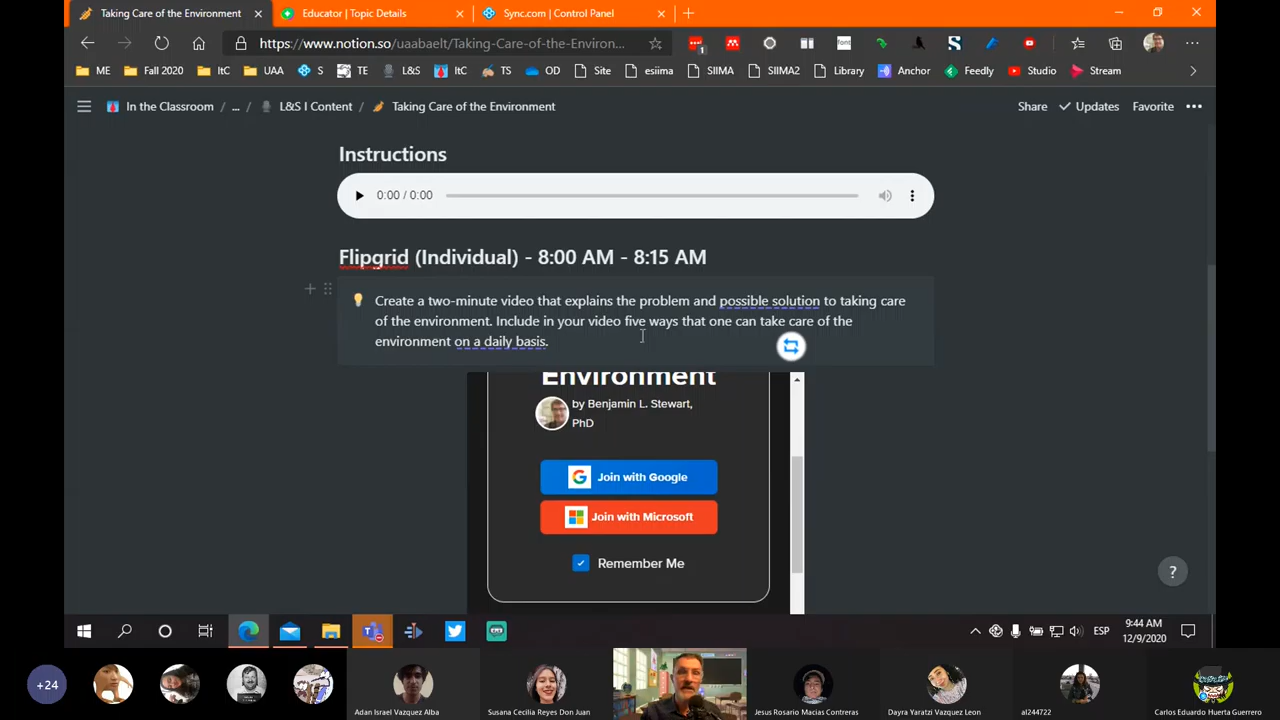 Taking Care of the Environment
Educator | Topic Details
Sync.com | Control Panel
https://www.notion.so/uaabaelt/Taking-Care-of-the-Environ...
1
ME
Fall 2020
ItC
UAA
S
TE
L&S
ItC
TS
OD
Site
esiima
SIIMA
SIIMA2
Library
Anchor
Feedly
Studio
Stream
In the Classroom / ... / L&S I Content / Taking Care of the Environment
Share
Updates
Favorite
Instructions
0:00 / 0:00
Flipgrid (Individual) - 8:00 AM - 8:15 AM
Create a two-minute video that explains the problem and possible solution to taking care
of the environment. Include in your video five ways that one can take care of the
environment on a daily basis.
Environment
by Benjamin L. Stewart,
PhD
G Join with Google
Join with Microsoft
Remember Me
?
ESP
9:44 AM
12/9/2020
+24
Adan Israel Vazquez Alba
Susana Cecilia Reyes Don Juan
Jesus Rosario Macias Contreras
Dayra Yaratzi Vazquez Leon
al244722
Carlos Eduardo Huerta Guerrero